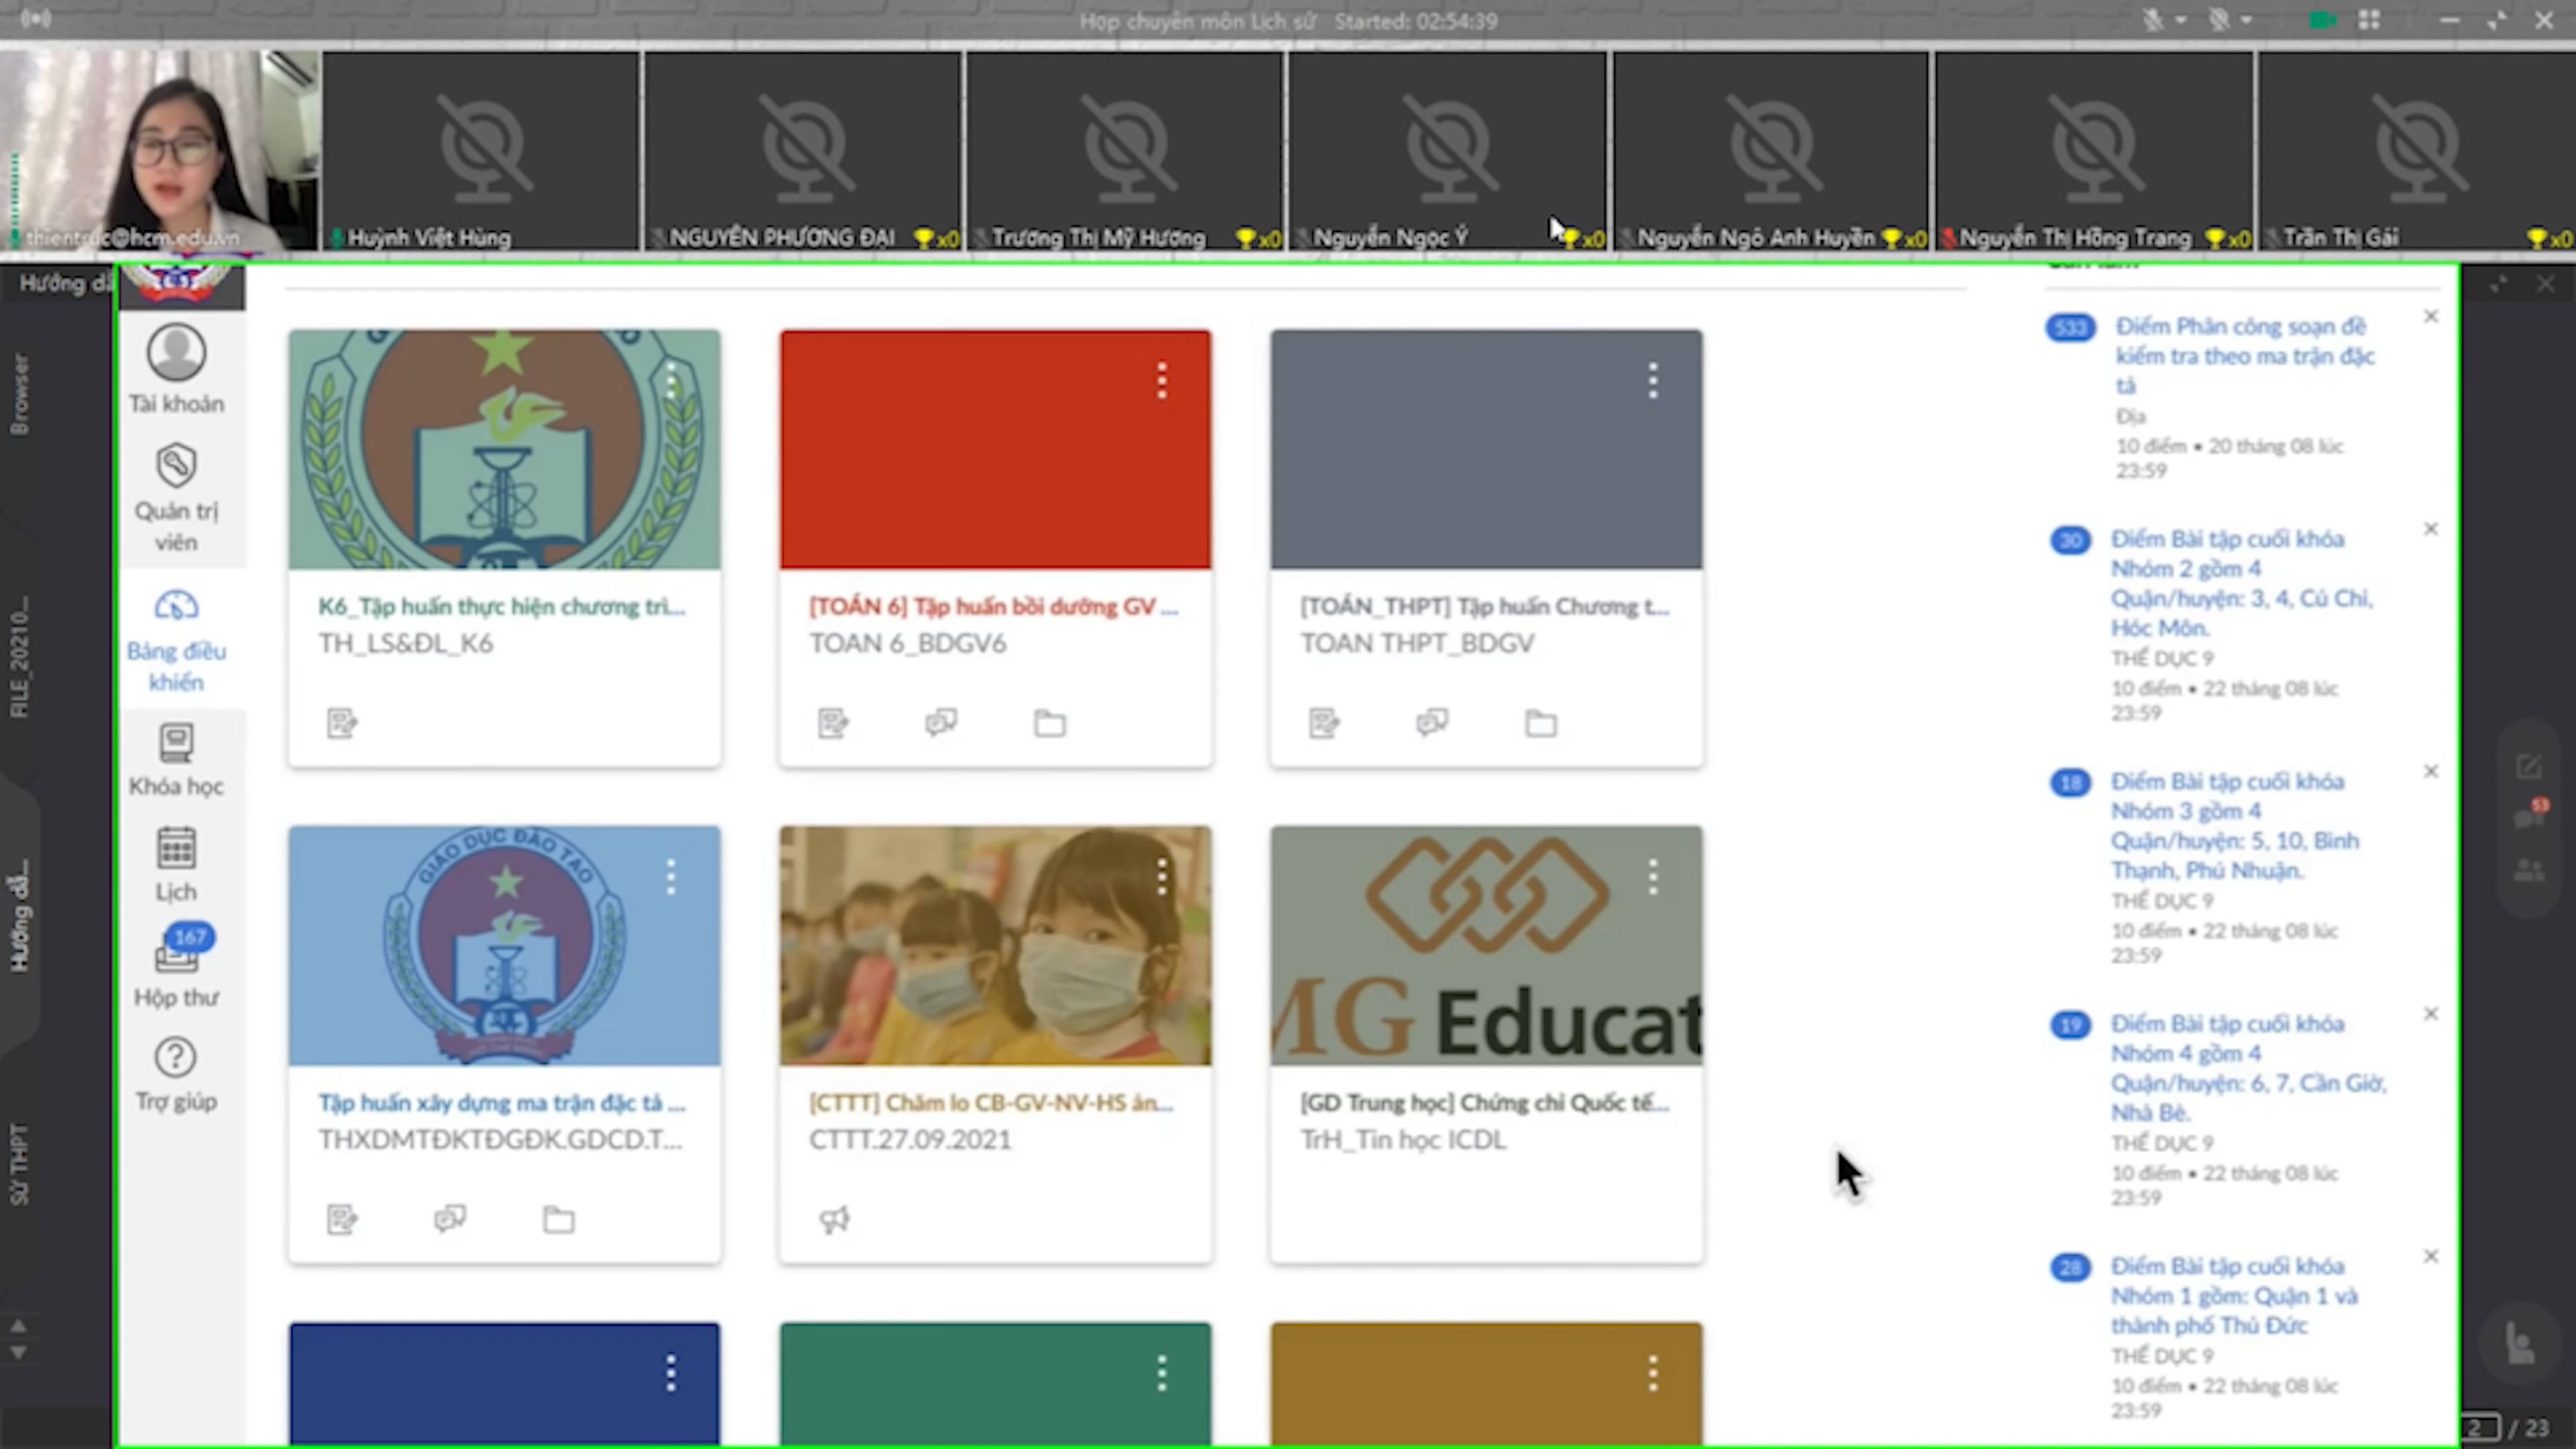 Họp chuyên môn Lịch sử Started: 02:54:39
thientruc@hcm.edu.vn
Huỳnh Việt Hùng
NGUYỄN PHƯƠNG ĐẠI x0
Trương Thị Mỹ Hương x0
Nguyễn Ngọc Ý x0
Nguyễn Ngô Anh Huyền x0
Nguyễn Thị Hồng Trang x0
Trần Thị Gái x0
Hướng dẫ
Browser
FILE_20210...
Hướng dẫ...
SỬ THPT
Tài khoản
Quản trị
viên
Bảng điều
khiển
Khóa học
Lịch
167
Hộp thư
Trợ giúp
K6_Tập huấn thực hiện chương trì...
TH_LS&ĐL_K6
[TOÁN 6] Tập huấn bồi dưỡng GV ...
TOAN 6_BDGV6
[TOÁN_THPT] Tập huấn Chương t...
TOAN THPT_BDGV
GIÁO DỤC ĐÀO TẠO
Tập huấn xây dựng ma trận đặc tả ...
THXDMTĐKTĐGĐK.GDCD.T...
[CTTT] Chăm lo CB-GV-NV-HS ản...
CTTT.27.09.2021
MG Educat
[GD Trung học] Chứng chỉ Quốc tế...
TrH_Tin học ICDL
533
Điểm Phân công soạn đề
kiểm tra theo ma trận đặc
tả
Địa
10 điểm • 20 tháng 08 lúc
23:59
30
Điểm Bài tập cuối khóa
Nhóm 2 gồm 4
Quận/huyện: 3, 4, Củ Chi,
Hóc Môn.
THỂ DỤC 9
10 điểm • 22 tháng 08 lúc
23:59
18
Điểm Bài tập cuối khóa
Nhóm 3 gồm 4
Quận/huyện: 5, 10, Bình
Thạnh, Phú Nhuận.
THỂ DỤC 9
10 điểm • 22 tháng 08 lúc
23:59
19
Điểm Bài tập cuối khóa
Nhóm 4 gồm 4
Quận/huyện: 6, 7, Cần Giờ,
Nhà Bè.
THỂ DỤC 9
10 điểm • 22 tháng 08 lúc
23:59
28
Điểm Bài tập cuối khóa
Nhóm 1 gồm: Quận 1 và
thành phố Thủ Đức
THỂ DỤC 9
10 điểm • 22 tháng 08 lúc
23:59
53
2 / 23